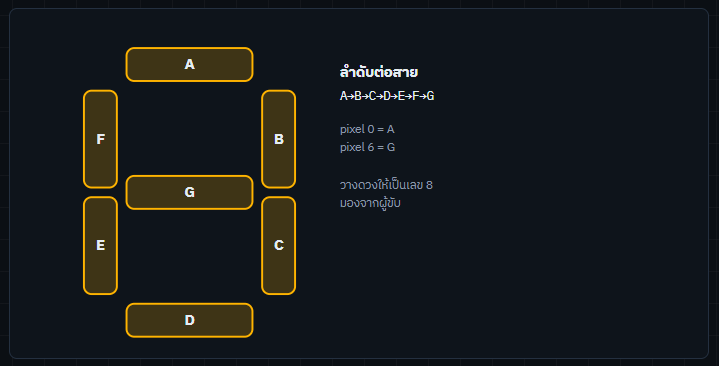 A
F
B
G
E
C
D
ลำดับต่อสาย
A→B→C→D→E→F→G
pixel 0 = A
pixel 6 = G
วางดวงให้เป็นเลข 8
มองจากผู้ขับ